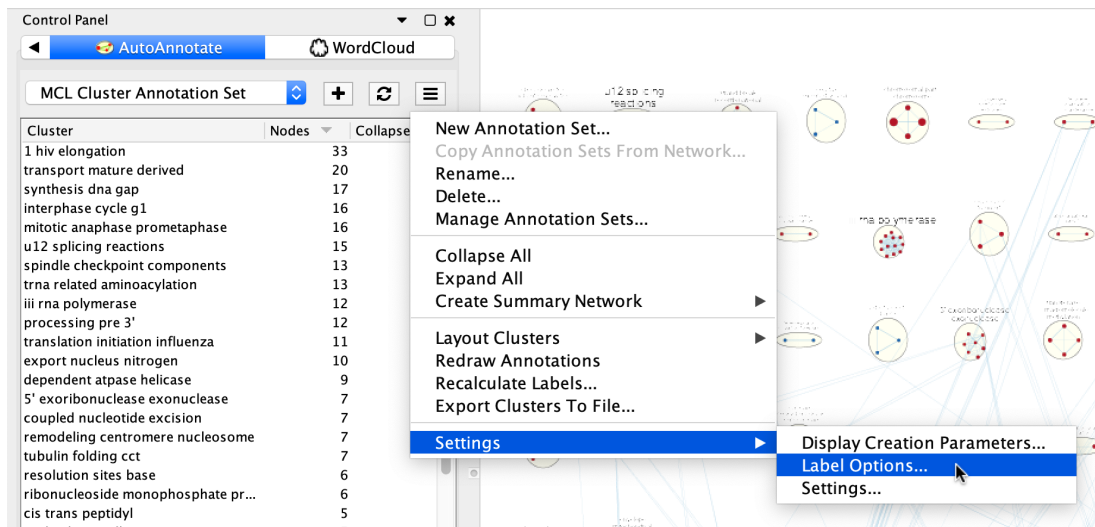 Control Panel
AutoAnnotate
WordCloud
MCL Cluster Annotation Set
Cluster Nodes Collapse
1 hiv elongation 33
transport mature derived 20
synthesis dna gap 17
interphase cycle g1 16
mitotic anaphase prometaphase 16
u12 splicing reactions 15
spindle checkpoint components 13
trna related aminoacylation 13
iii rna polymerase 12
processing pre 3' 12
translation initiation influenza 11
export nucleus nitrogen 10
dependent atpase helicase 9
5' exoribonuclease exonuclease 7
coupled nucleotide excision 7
remodeling centromere nucleosome 7
tubulin folding cct 7
resolution sites base 6
ribonucleoside monophosphate pr... 6
cis trans peptidyl 5
New Annotation Set...
Copy Annotation Sets From Network...
Rename...
Delete...
Manage Annotation Sets...
Collapse All
Expand All
Create Summary Network
Layout Clusters
Redraw Annotations
Recalculate Labels...
Export Clusters To File...
Settings
Display Creation Parameters...
Label Options...
Settings...
u12 splicing
reactions
rna polymerase
5' exoribonuclease
exonuclease